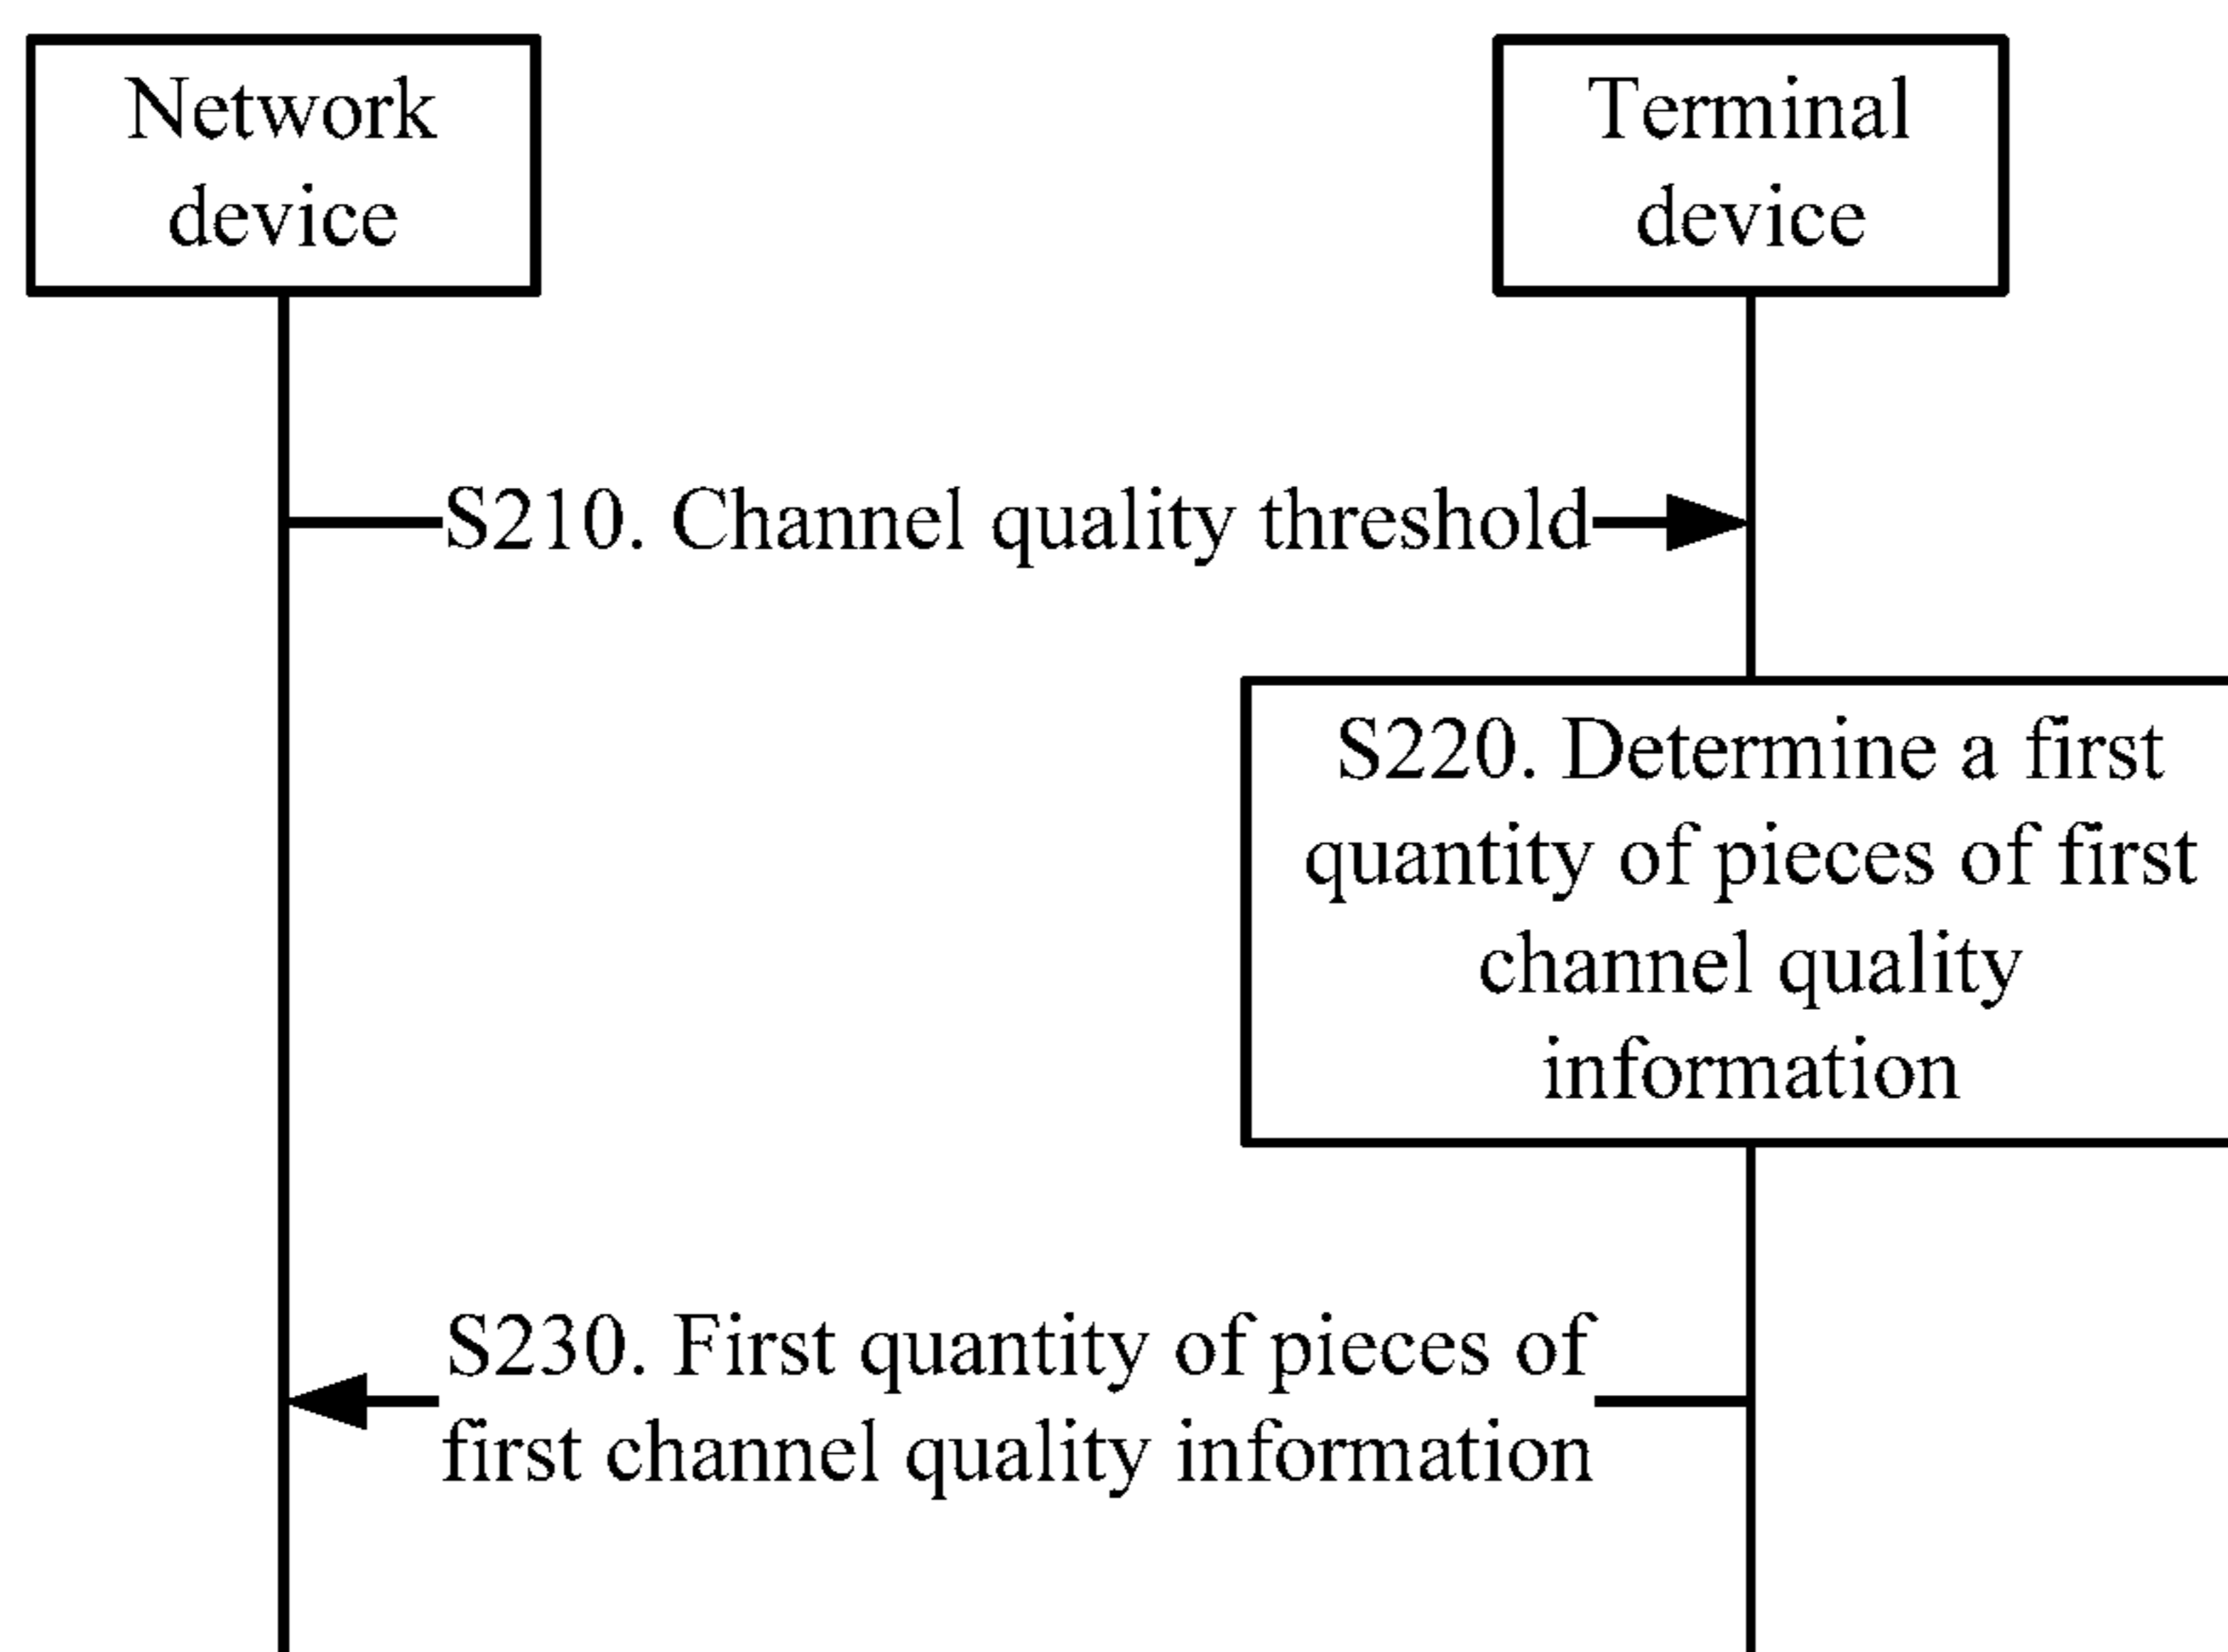 Network
device
Terminal
device
S210. Channel quality threshold
S220. Determine a first
quantity of pieces of first
channel quality
information
S230. First quantity of pieces of
first channel quality information